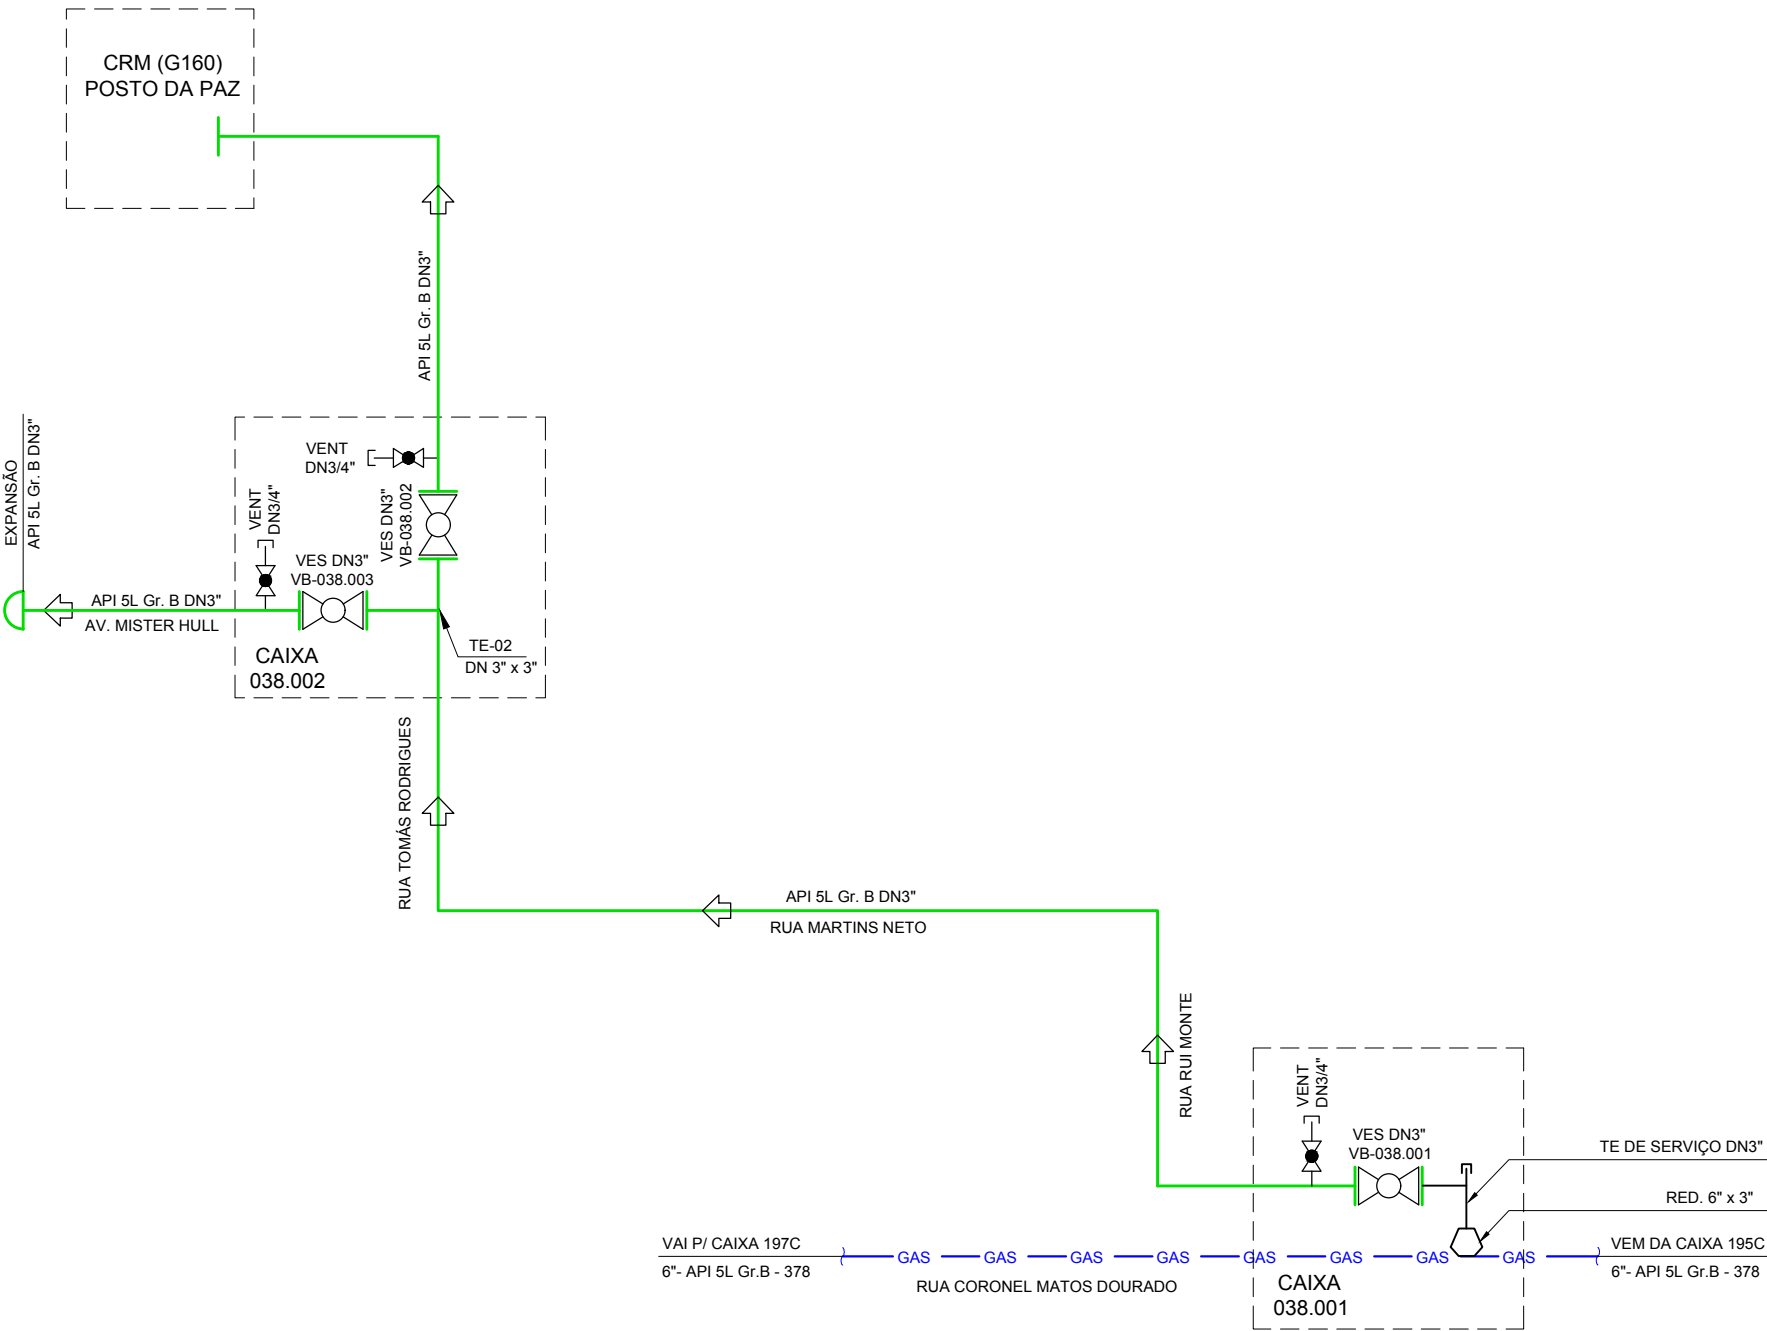 CRM (G160)
POSTO DA PAZ
API 5L Gr. B DN3"
EXPANSÃO
API 5L Gr. B DN3"
VENT
DN3/4"
VENT
DN3/4"
VES DN3"
VB-038.002
VES DN3"
VB-038.003
API 5L Gr. B DN3"
AV. MISTER HULL
TE-02
DN 3" x 3"
CAIXA
038.002
RUA TOMÁS RODRIGUES
API 5L Gr. B DN3"
RUA MARTINS NETO
RUA RUI MONTE
VENT
DN3/4"
VES DN3"
VB-038.001
TE DE SERVIÇO DN3"
RED. 6" x 3"
VAI P/ CAIXA 197C
6"- API 5L Gr.B - 378
GAS GAS GAS GAS GAS GAS GAS GAS
VEM DA CAIXA 195C
6"- API 5L Gr.B - 378
RUA CORONEL MATOS DOURADO
CAIXA
038.001